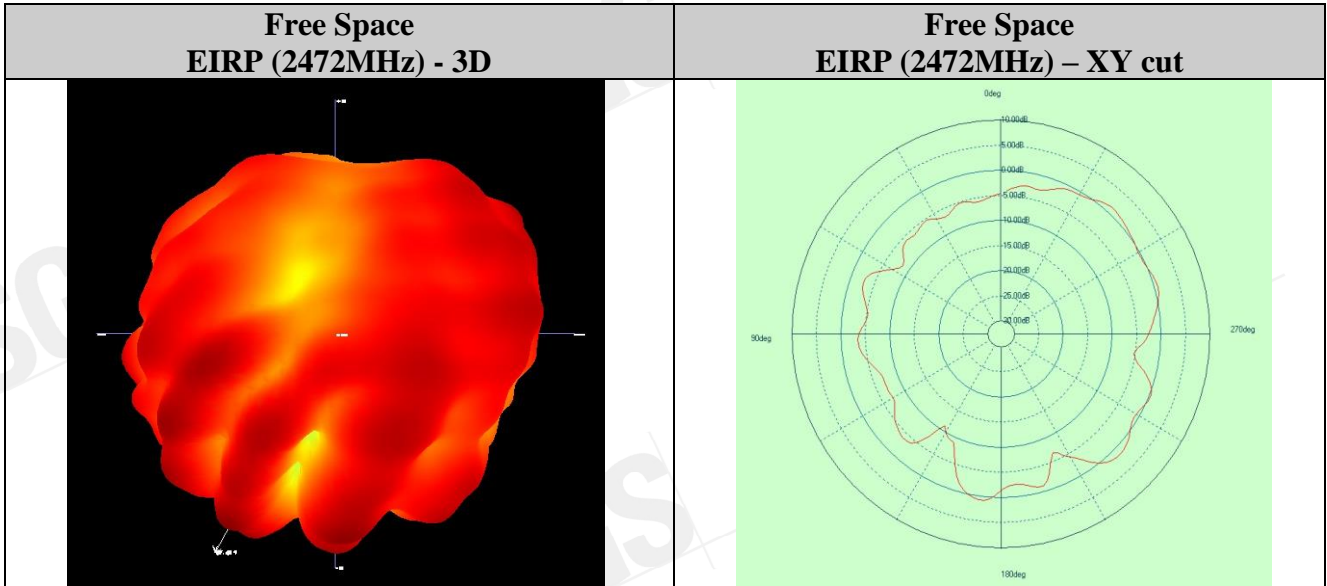 Free Space
EIRP (2472MHz) - 3D
Free Space
EIRP (2472MHz) – XY cut
0deg
10.00dB
5.00dB
0.00dB
-5.00dB
-10.00dB
-15.00dB
-20.00dB
-25.00dB
-30.00dB
90deg
270deg
180deg